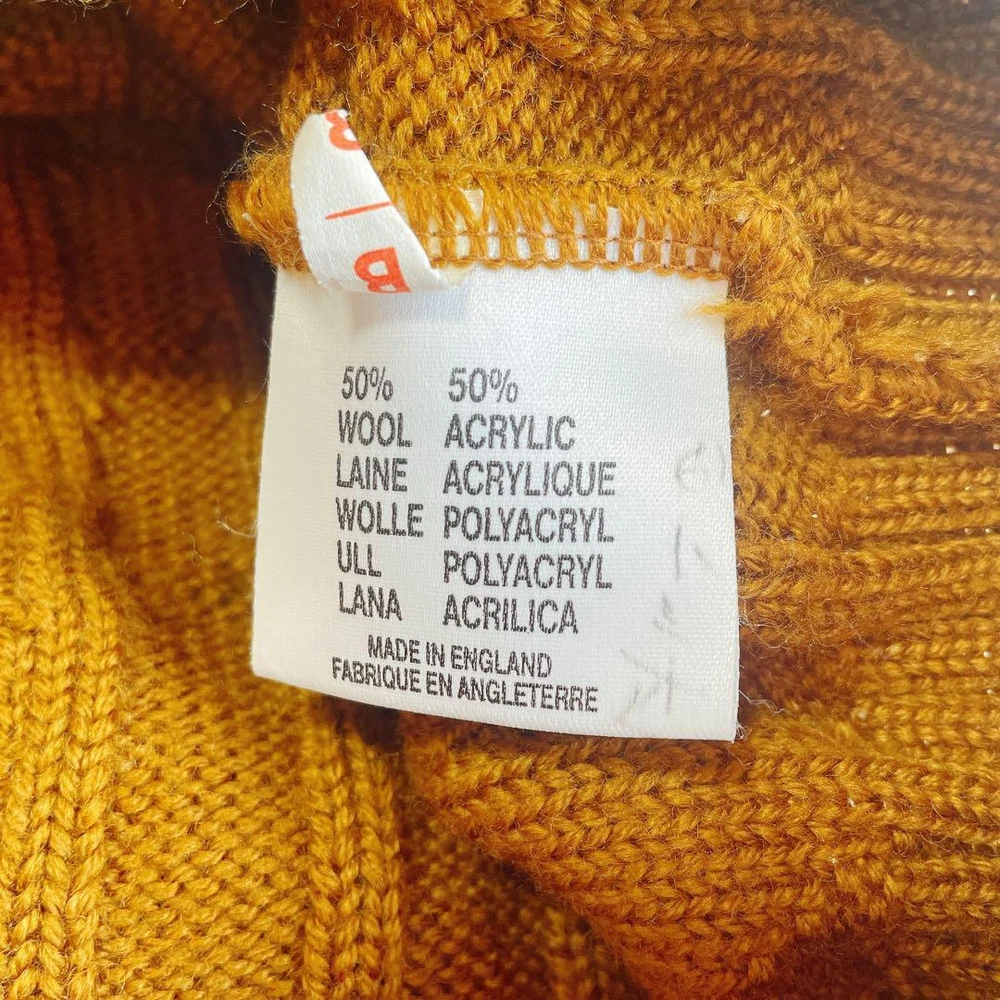 B
50% 50%
WOOL ACRYLIC
LAINE ACRYLIQUE
WOLLE POLYACRYL
ULL POLYACRYL
LANA ACRILICA
MADE IN ENGLAND
FABRIQUE EN ANGLETERRE